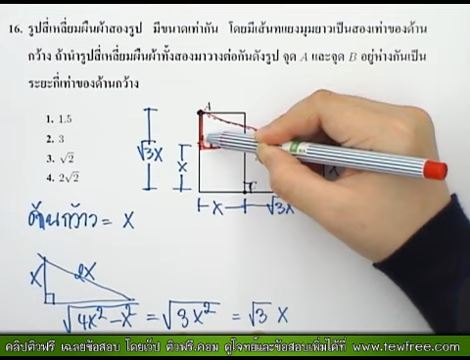 16. รูปสี่เหลี่ยมผืนผ้าสองรูป มีขนาดเท่ากัน โดยมีเส้นทแยงมุมยาวเป็นสองเท่าของด้าน
กว้าง ถ้านำรูปสี่เหลี่ยมผืนผ้าทั้งสองมาวางต่อกันดังรูป จุด A และจุด B อยู่ห่างกันเป็น
ระยะกี่เท่าของด้านกว้าง
1. 1.5
2. 3
3. √2
4. 2√2
A
√3X
X
C
X
√3X
ด้านกว้าง = X
X
2X
√4X²-X² = √3X² = √3 X
คลิปติวฟรี เฉลยข้อสอบ โดยเว็ป ติวฟรี.คอม ดูโจทย์และข้อสอบเพิ่มได้ที่ www.tewfree.com